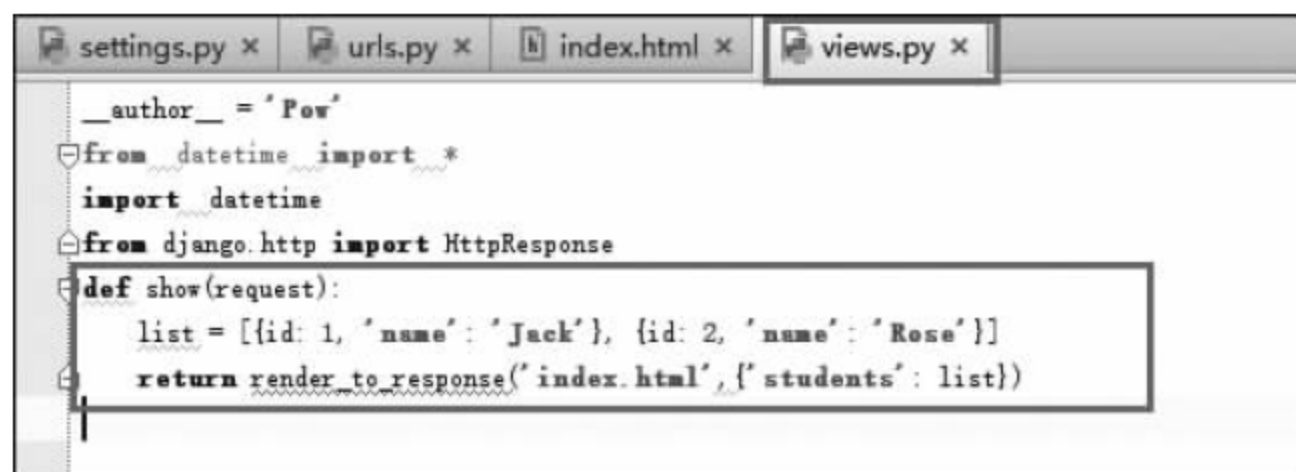 settings.py × urls.py × index.html × views.py ×
__author__ = 'Pow'
from datetime import *
import datetime
from django.http import HttpResponse
def show(request):
list = [{id: 1, 'name': 'Jack'}, {id: 2, 'name': 'Rose'}]
return render_to_response('index.html',{'students': list})